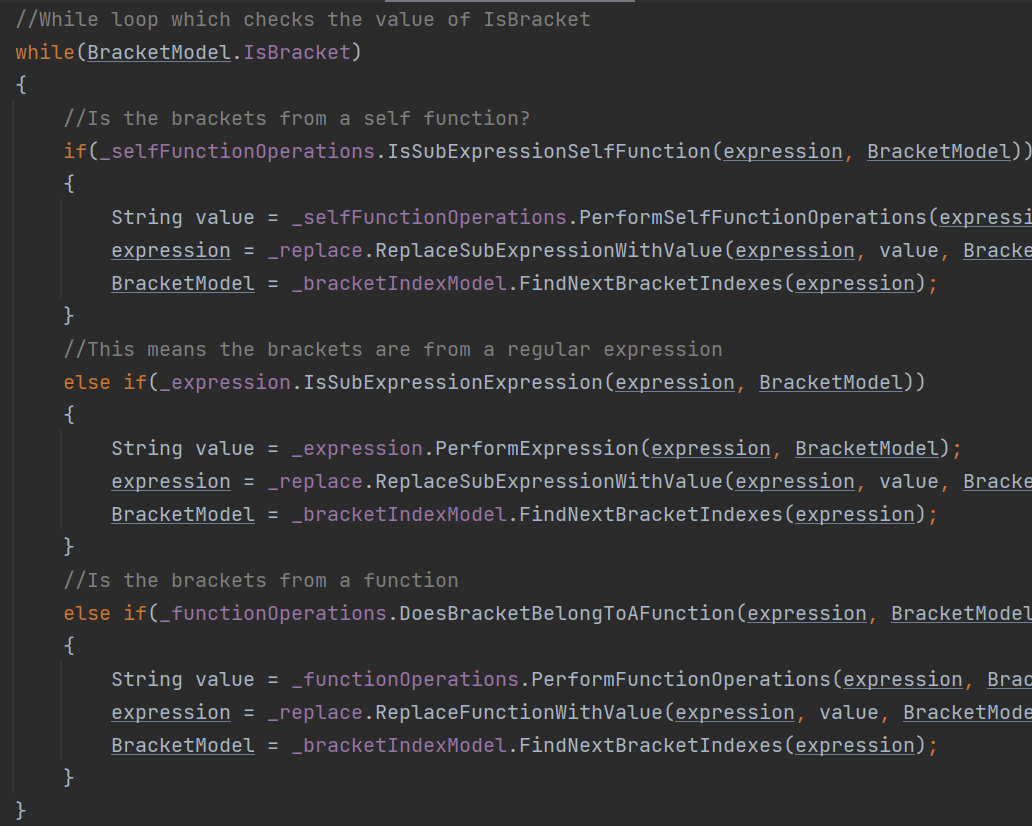 //While loop which checks the value of IsBracket
while(BracketModel.IsBracket)
{
//Is the brackets from a self function?
if(_selfFunctionOperations.IsSubExpressionSelfFunction(expression, BracketModel))
{
String value = _selfFunctionOperations.PerformSelfFunctionOperations(expressi
expression = _replace.ReplaceSubExpressionWithValue(expression, value, Bracke
BracketModel = _bracketIndexModel.FindNextBracketIndexes(expression);
}
//This means the brackets are from a regular expression
else if(_expression.IsSubExpressionExpression(expression, BracketModel))
{
String value = _expression.PerformExpression(expression, BracketModel);
expression = _replace.ReplaceSubExpressionWithValue(expression, value, Bracke
BracketModel = _bracketIndexModel.FindNextBracketIndexes(expression);
}
//Is the brackets from a function
else if(_functionOperations.DoesBracketBelongToAFunction(expression, BracketModel
{
String value = _functionOperations.PerformFunctionOperations(expression, Brac
expression = _replace.ReplaceFunctionWithValue(expression, value, BracketMode
BracketModel = _bracketIndexModel.FindNextBracketIndexes(expression);
}
}